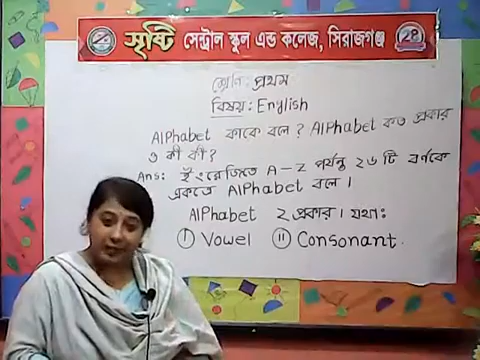 সৃষ্টি সেন্ট্রাল স্কুল এন্ড কলেজ, সিরাজগঞ্জ
শ্রেণি: প্রথম
বিষয়: English
Alphabet কাকে বলে? Alphabet কত প্রকার
ও কী কী?
Ans: ইংরেজিতে A-Z পর্যন্ত ২৬ টি বর্ণকে
একত্রে Alphabet বলে।
Alphabet ২ প্রকার। যথা:
(i) Vowel (ii) Consonant.